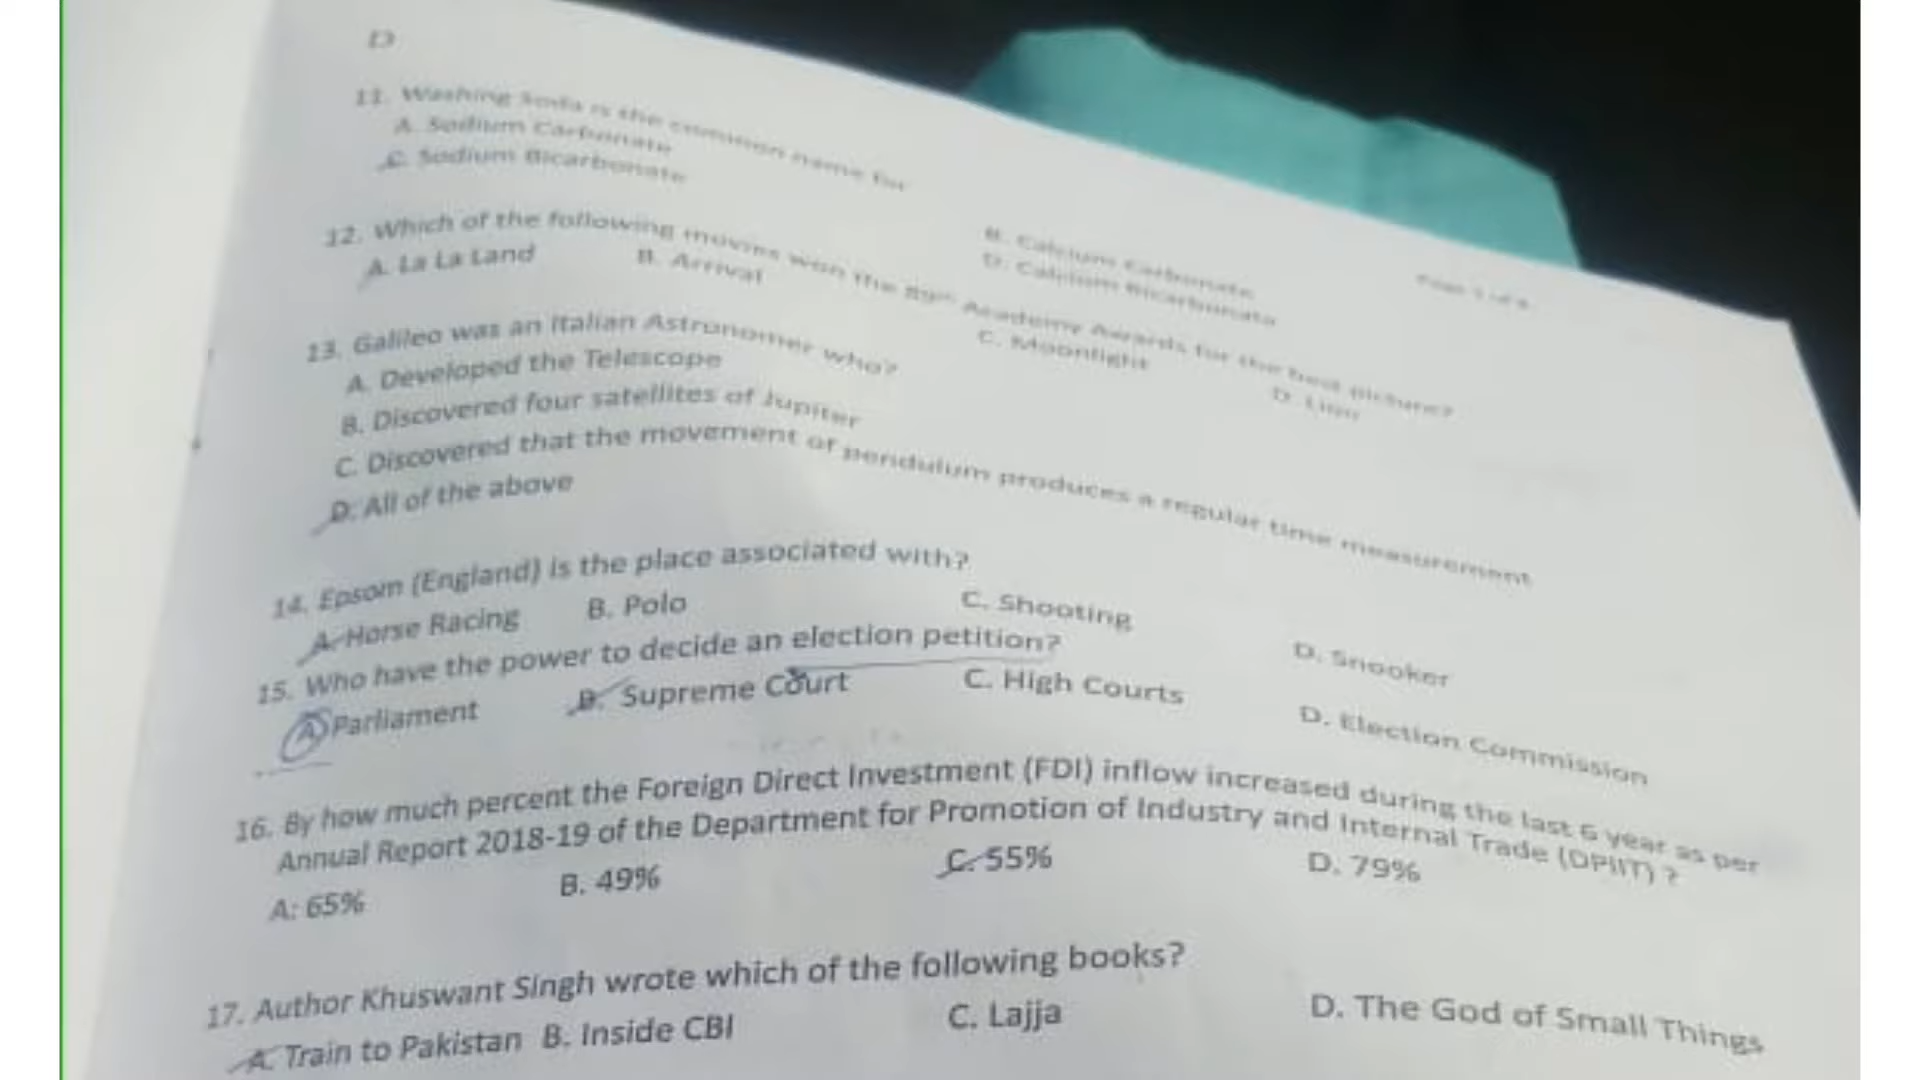 D
11. Washing Soda is the common name for
A. Sodium Carbonate
B. Calcium Carbonate
C. Sodium Bicarbonate
D. Calcium Bicarbonate
12. Which of the following movies won the 89th Academy Awards for the best picture?
A. La La Land B. Arrival C. Moonlight D. Lion
13. Galileo was an Italian Astronomer who?
A. Developed the Telescope
B. Discovered four satellites of Jupiter
C. Discovered that the movement of pendulum produces a regular time measurement
D. All of the above
14. Epsom (England) is the place associated with?
A. Horse Racing B. Polo C. Shooting D. Snooker
15. Who have the power to decide an election petition?
A Parliament B. Supreme Court C. High Courts D. Election Commission
16. By how much percent the Foreign Direct Investment (FDI) inflow increased during the last 6 year as per
Annual Report 2018-19 of the Department for Promotion of Industry and Internal Trade (DPIIT) ?
A: 65% B. 49% C. 55% D. 79%
17. Author Khuswant Singh wrote which of the following books?
A. Train to Pakistan B. Inside CBI C. Lajja D. The God of Small Things